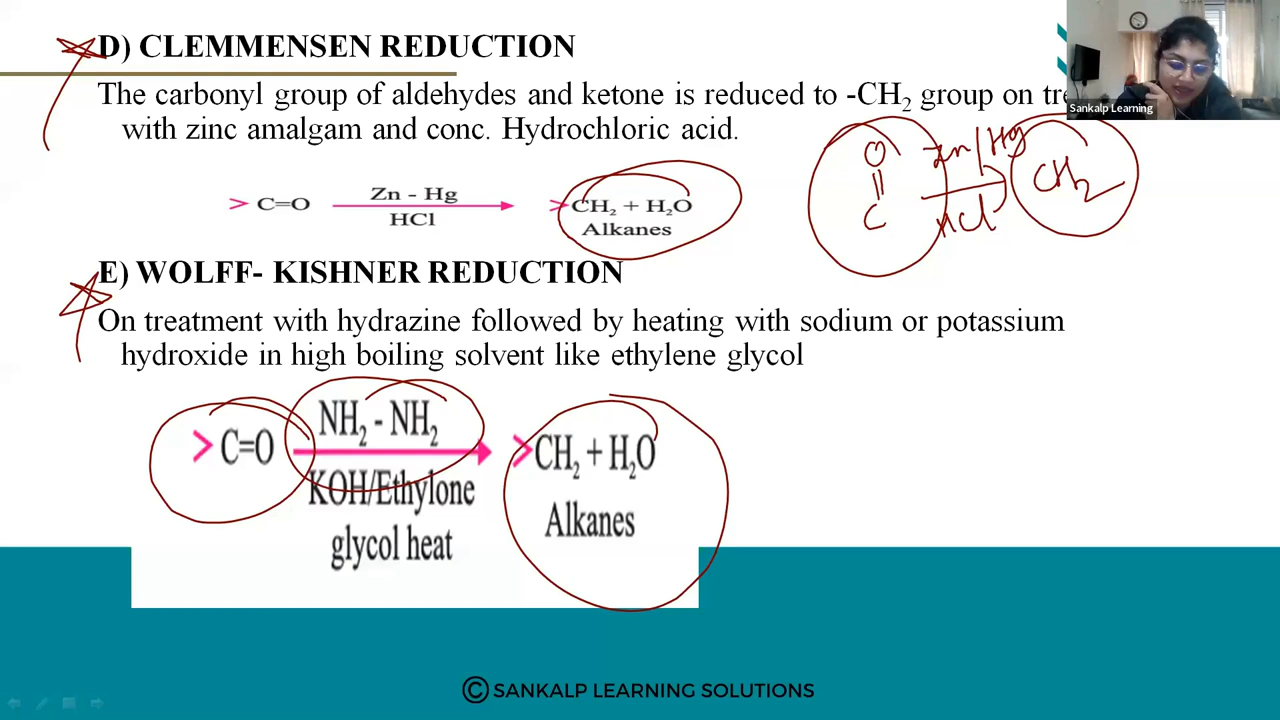 D) CLEMMENSEN REDUCTION
The carbonyl group of aldehydes and ketone is reduced to -CH₂ group on
with zinc amalgam and conc. Hydrochloric acid.
Sankalp Learning
> C=O Zn - Hg HCl >CH₂ + H₂O
Alkanes
O
||
C
Zn/Hg
HCl
CH₂
E) WOLFF- KISHNER REDUCTION
On treatment with hydrazine followed by heating with sodium or potassium
hydroxide in high boiling solvent like ethylene glycol
> C=O NH₂ - NH₂ >CH₂ + H₂O
KOH/Ethylone
glycol heat
Alkanes
© SANKALP LEARNING SOLUTIONS